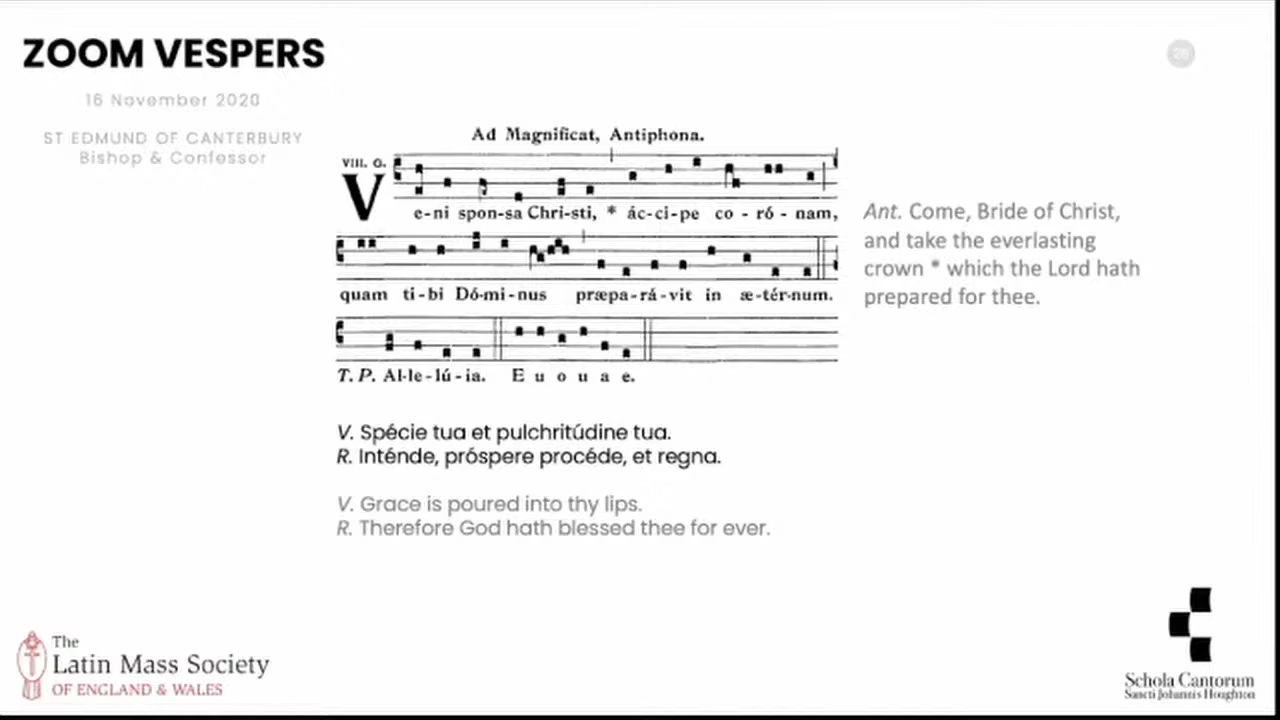 ZOOM VESPERS
28
16 November 2020
ST EDMUND OF CANTERBURY
Bishop & Confessor
Ad Magnificat, Antiphona.
VIII. G.
V e-ni spon-sa Chri-sti, * ác-ci-pe co - ró - nam,
quam ti-bi Dó-mi-nus præpa-rá-vit in æ-tér-num.
T. P. Al-le-lú-ia. E u o u a e.
Ant. Come, Bride of Christ,
and take the everlasting
crown * which the Lord hath
prepared for thee.
V. Spécie tua et pulchritúdine tua.
R. Inténde, próspere procéde, et regna.
V. Grace is poured into thy lips.
R. Therefore God hath blessed thee for ever.
The
Latin Mass Society
OF ENGLAND & WALES
Schola Cantorum
Sancti Johannis Houghton